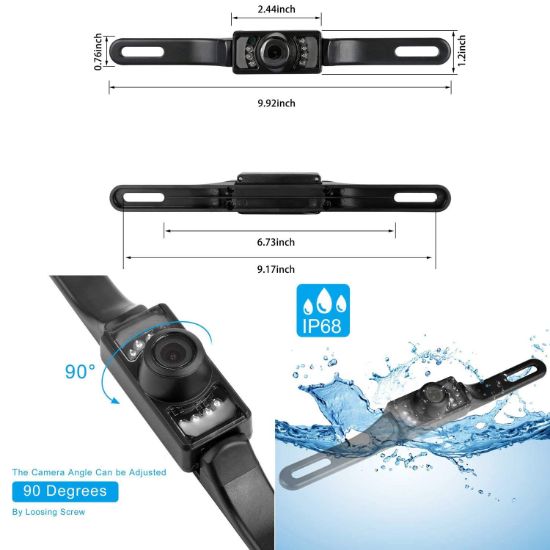 2.44inch
0.76inch
1.2inch
9.92inch
6.73inch
9.17inch
90°
IP68
The Camera Angle Can be Adjusted
90 Degrees
By Loosing Screw